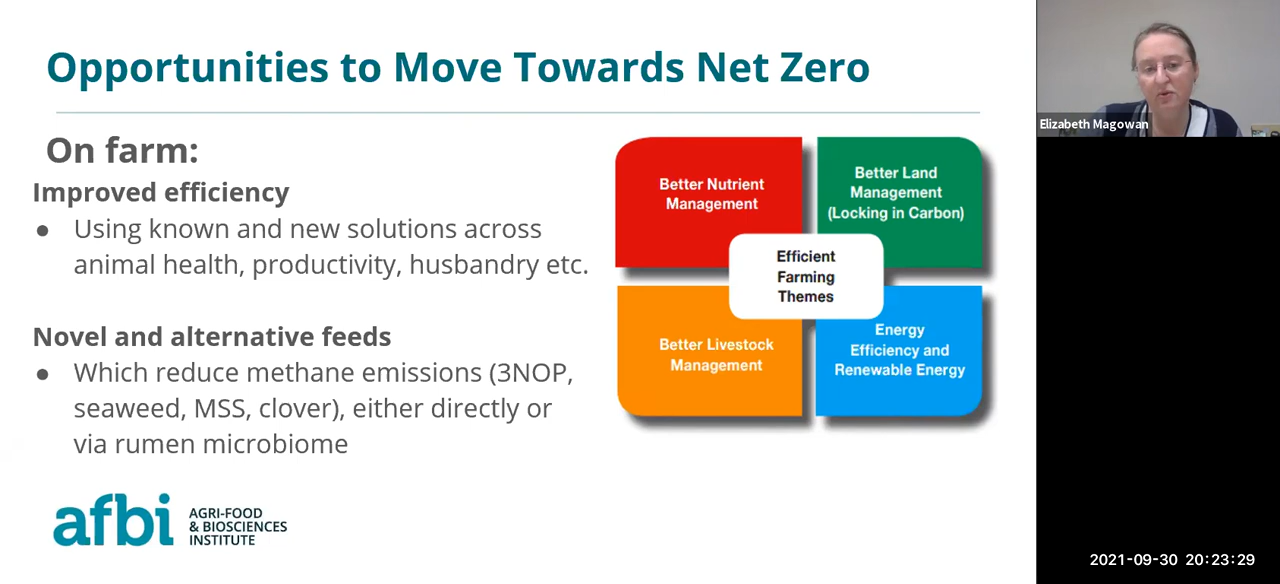 Opportunities to Move Towards Net Zero
On farm:
Improved efficiency
● Using known and new solutions across
animal health, productivity, husbandry etc.
Novel and alternative feeds
● Which reduce methane emissions (3NOP,
seaweed, MSS, clover), either directly or
via rumen microbiome
Better Nutrient
Management
Better Land
Management
(Locking in Carbon)
Efficient
Farming
Themes
Better Livestock
Management
Energy
Efficiency and
Renewable Energy
afbi
AGRI-FOOD
& BIOSCIENCES
INSTITUTE
Elizabeth Magowan
2021-09-30 20:23:29